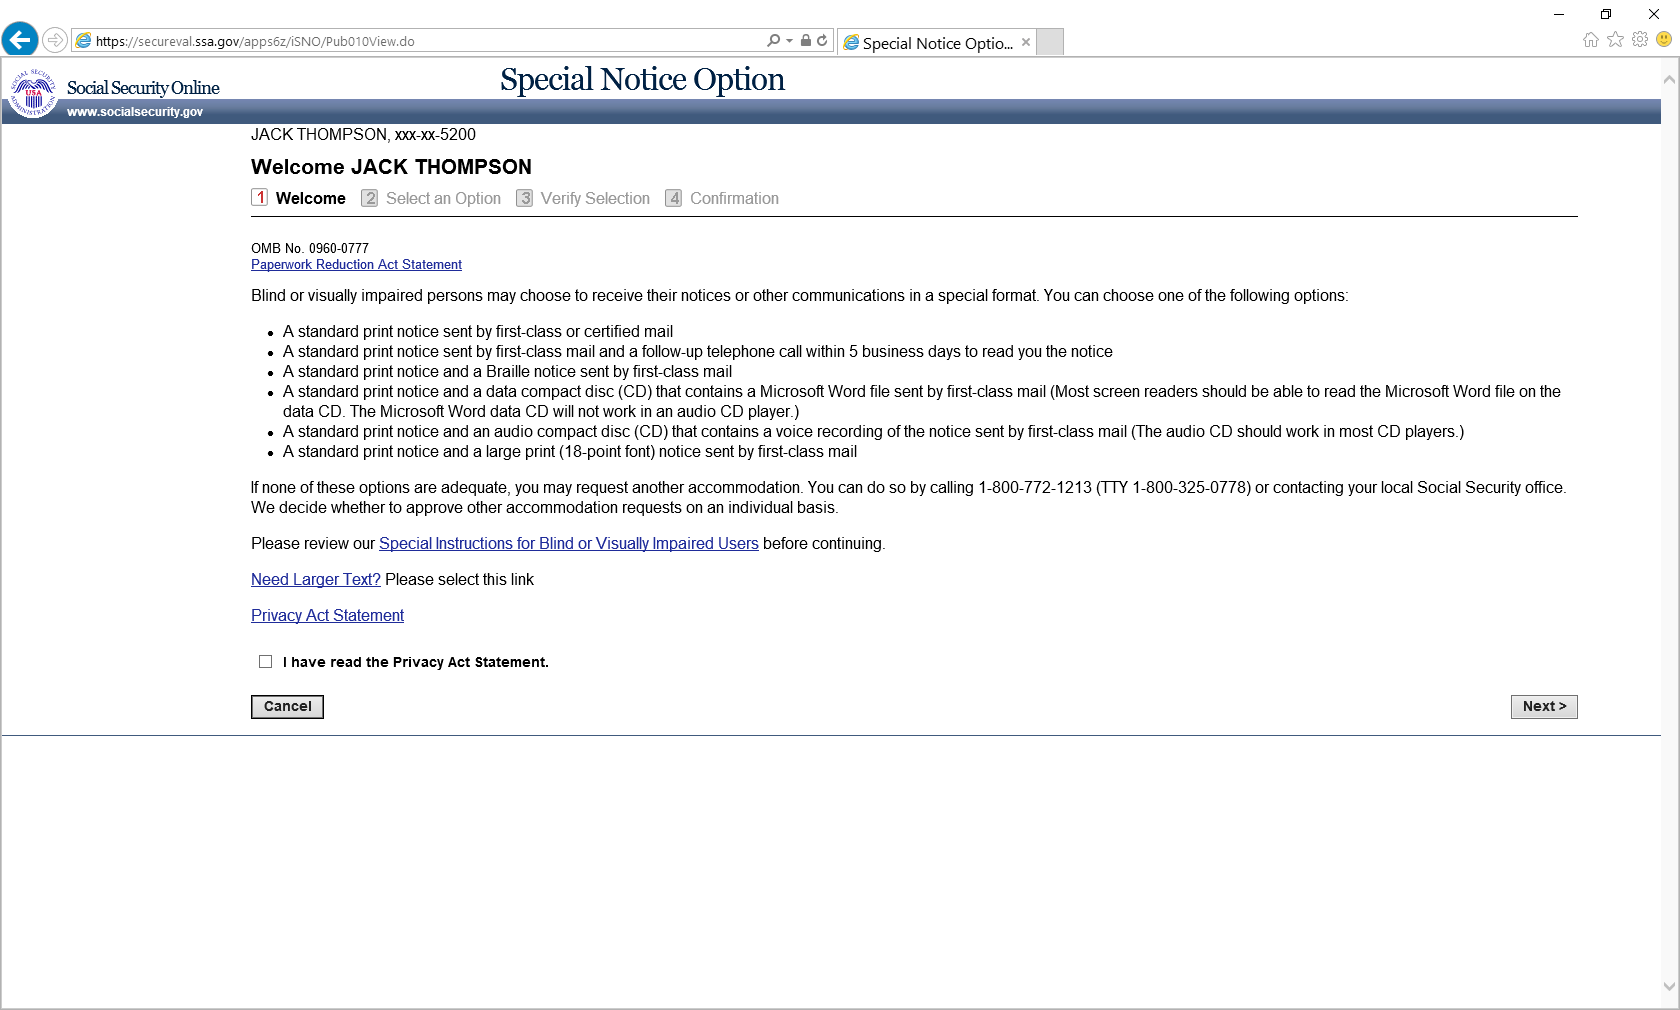 https://secureval.ssa.gov/apps6z/iSNO/Pub010View.do
Special Notice Optio...
Social Security Online
Special Notice Option
www.socialsecurity.gov
JACK THOMPSON, xxx-xx-5200
Welcome JACK THOMPSON
1 Welcome 2 Select an Option 3 Verify Selection 4 Confirmation
OMB No. 0960-0777
Paperwork Reduction Act Statement
Blind or visually impaired persons may choose to receive their notices or other communications in a special format. You can choose one of the following options:
• A standard print notice sent by first-class or certified mail
• A standard print notice sent by first-class mail and a follow-up telephone call within 5 business days to read you the notice
• A standard print notice and a Braille notice sent by first-class mail
• A standard print notice and a data compact disc (CD) that contains a Microsoft Word file sent by first-class mail (Most screen readers should be able to read the Microsoft Word file on the
data CD. The Microsoft Word data CD will not work in an audio CD player.)
• A standard print notice and an audio compact disc (CD) that contains a voice recording of the notice sent by first-class mail (The audio CD should work in most CD players.)
• A standard print notice and a large print (18-point font) notice sent by first-class mail
If none of these options are adequate, you may request another accommodation. You can do so by calling 1-800-772-1213 (TTY 1-800-325-0778) or contacting your local Social Security office.
We decide whether to approve other accommodation requests on an individual basis.
Please review our Special Instructions for Blind or Visually Impaired Users before continuing.
Need Larger Text? Please select this link
Privacy Act Statement
I have read the Privacy Act Statement.
Cancel
Next >